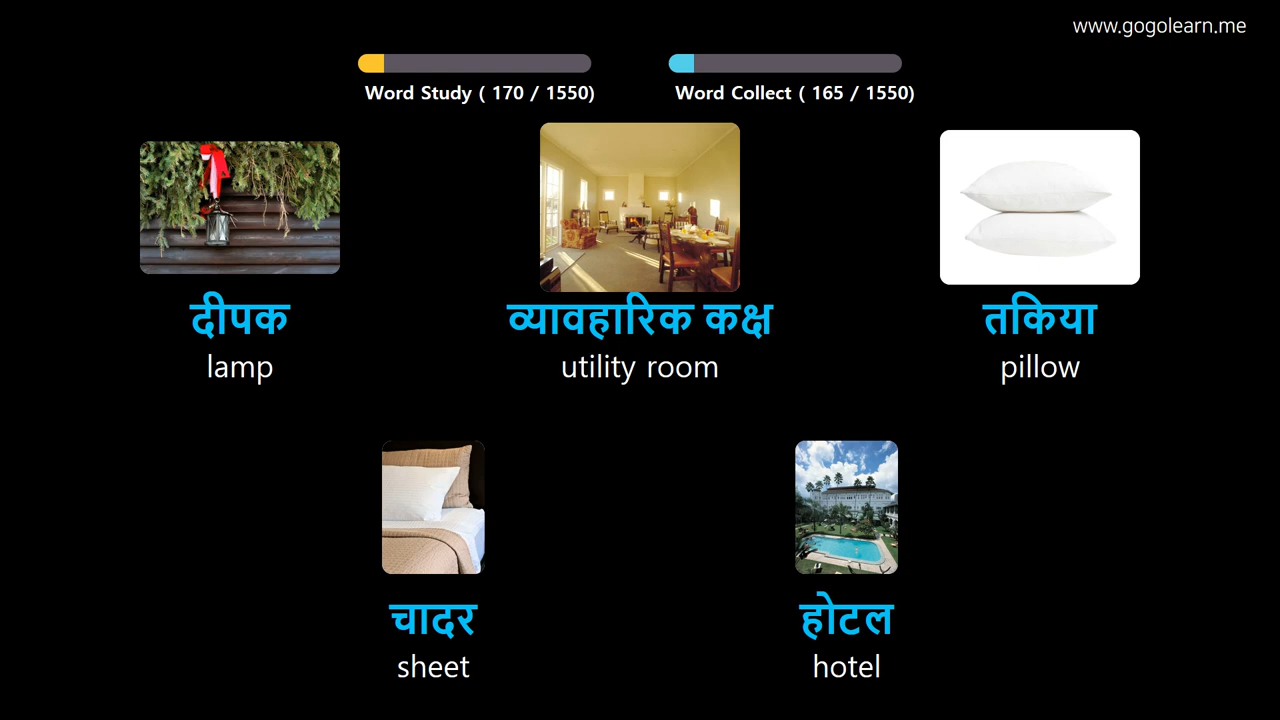 www.gogolearn.me
Word Study ( 170 / 1550)
Word Collect ( 165 / 1550)
दीपक
lamp
व्यावहारिक कक्ष
utility room
तकिया
pillow
चादर
sheet
होटल
hotel